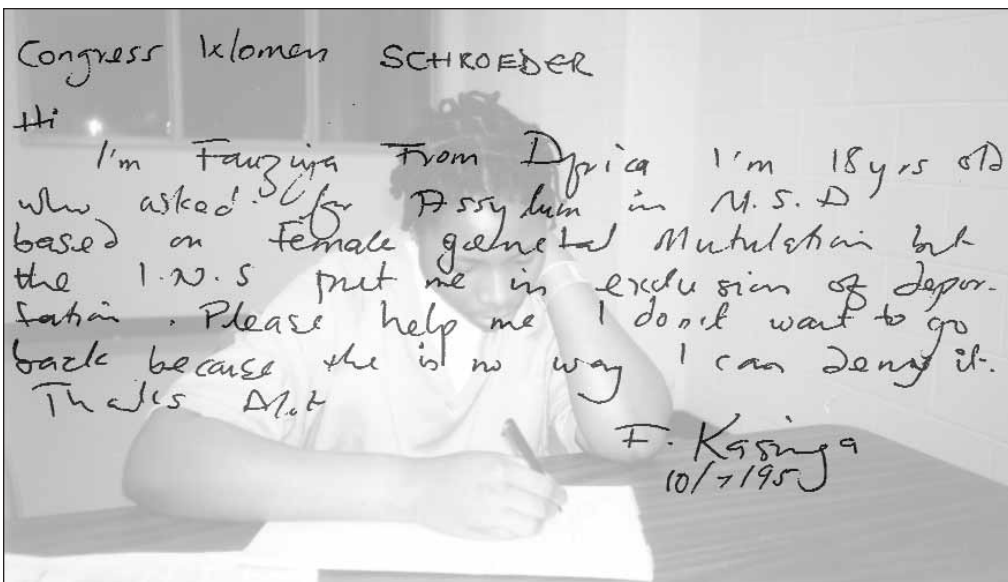 Congress Women SCHROEDER
Hi
I'm Fauziya From Africa I'm 18yrs old
who asked for Assylum in U.S.A
based on Female genetal Mutulation but
the I.N.S put me in exclusion of depor-
tation. Please help me I don't want to go
back because the is no way I can deny it.
Thanks Alot
F. Kasinga
10/7/95